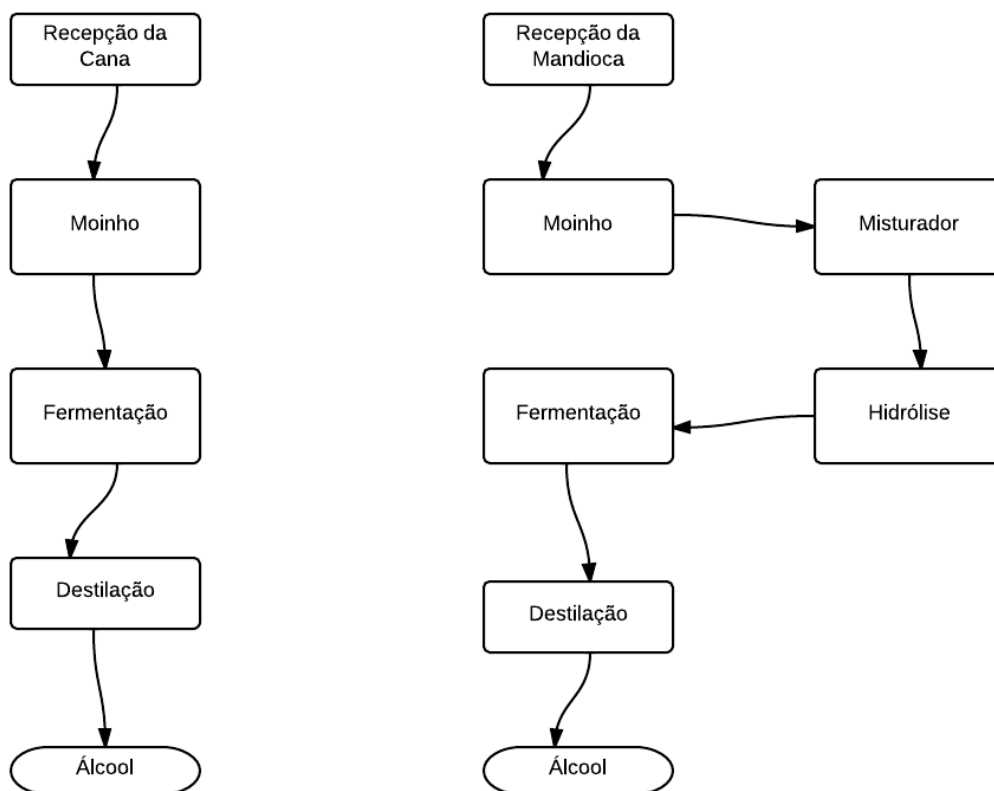 Recepção da
Cana
Moinho
Fermentação
Destilação
Álcool
Recepção da
Mandioca
Moinho
Misturador
Hidrólise
Fermentação
Destilação
Álcool